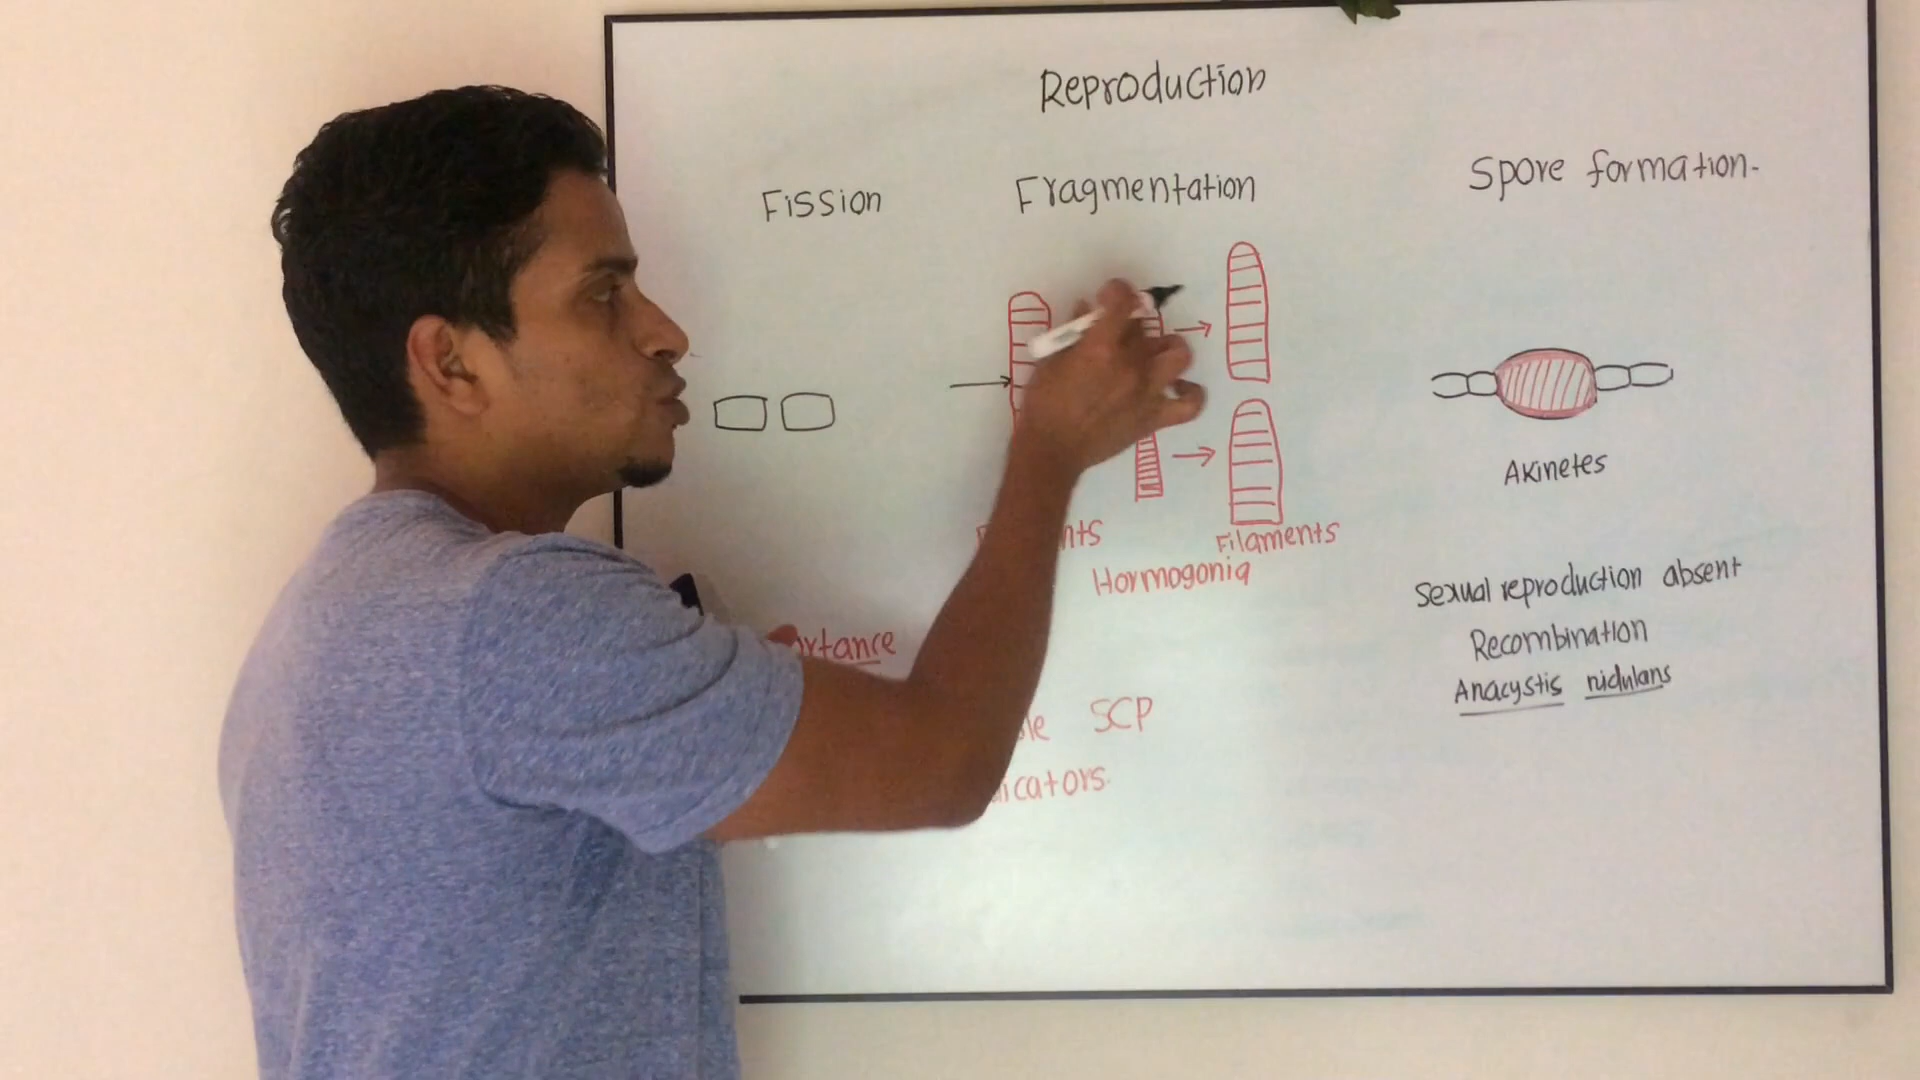 Reproduction
Fission
Fragmentation
Spore formation.
Akinetes
Filaments
Hormogonia
Sexual reproduction absent
Recombination
Anacystis nidulans
SCP